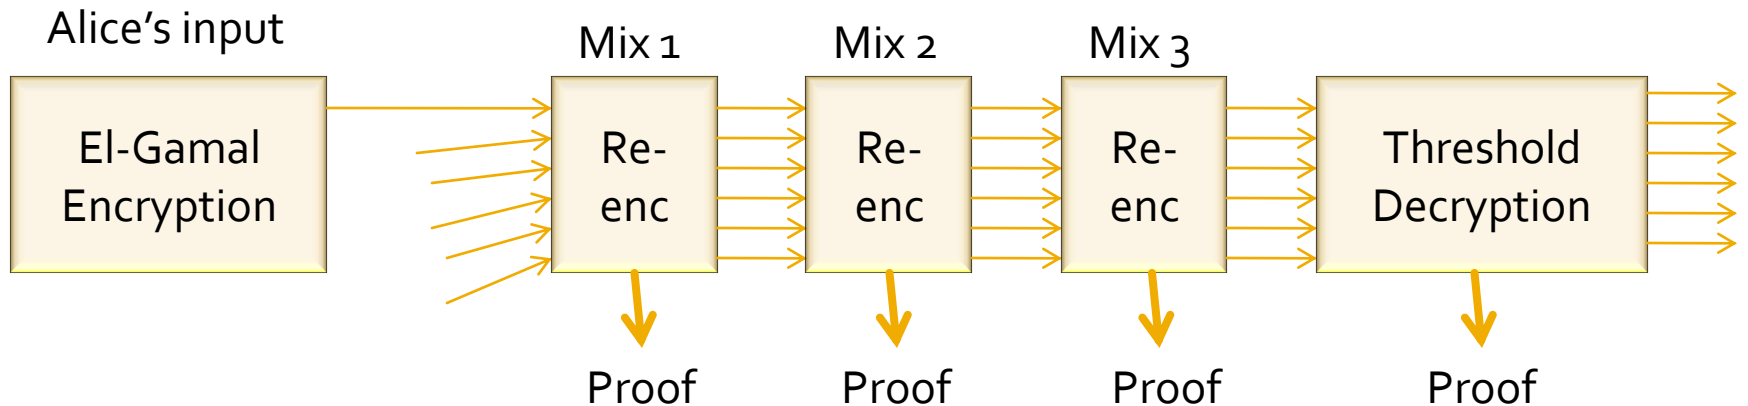 Alice's input
Mix 1
Mix 2
Mix 3
El-Gamal
Encryption
Re-
enc
Re-
enc
Re-
enc
Threshold
Decryption
Proof
Proof
Proof
Proof